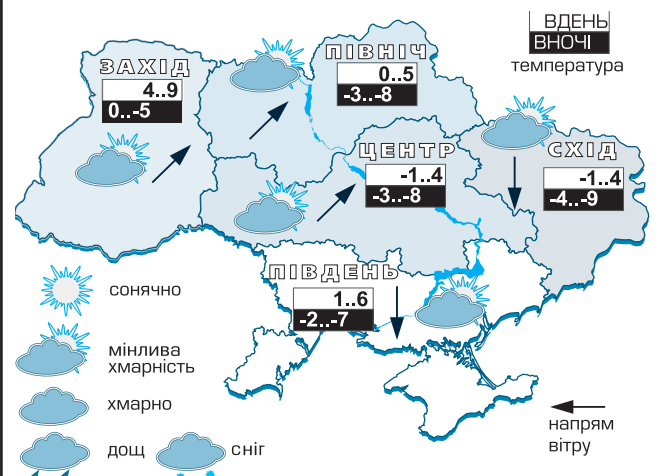 ВДЕНЬ
ВНОЧІ
температура
ЗАХІД
4..9
0..-5
ПІВНІЧ
0..5
-3..-8
ЦЕНТР
-1..4
-3..-8
СХІД
-1..4
-4..-9
ПІВДЕНЬ
1..6
-2..-7
сонячно
мінлива
хмарність
хмарно
дощ
сніг
напрям
вітру